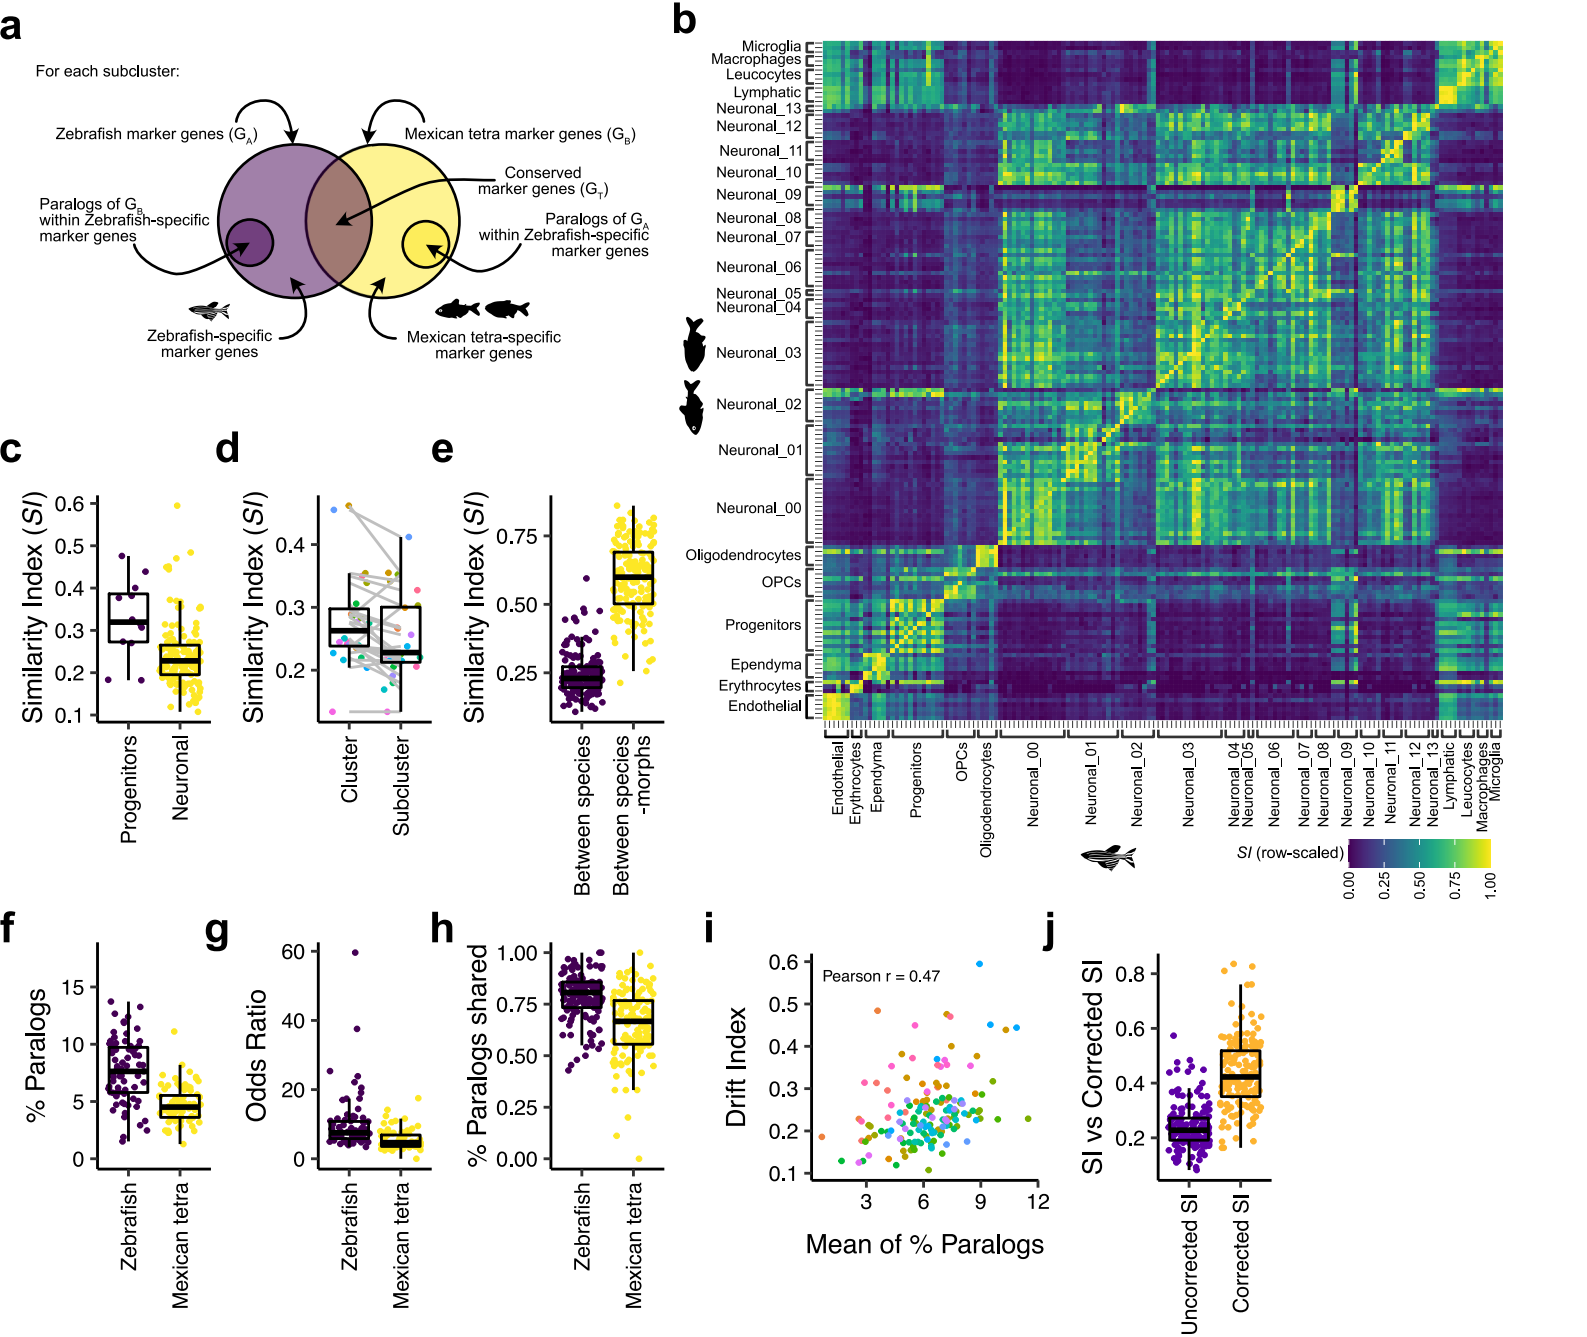 a
For each subcluster:
Zebrafish marker genes (G_A)
Mexican tetra marker genes (G_B)
Conserved
marker genes (G_T)
Paralogs of G_B
within Zebrafish-specific
marker genes
Paralogs of G_A
within Zebrafish-specific
marker genes
Zebrafish-specific
marker genes
Mexican tetra-specific
marker genes
b
Microglia
Macrophages
Leucocytes
Lymphatic
Neuronal_13
Neuronal_12
Neuronal_11
Neuronal_10
Neuronal_09
Neuronal_08
Neuronal_07
Neuronal_06
Neuronal_05
Neuronal_04
Neuronal_03
Neuronal_02
Neuronal_01
Neuronal_00
Oligodendrocytes
OPCs
Progenitors
Ependyma
Erythrocytes
Endothelial
Endothelial
Erythrocytes
Ependyma
Progenitors
OPCs
Oligodendrocytes
Neuronal_00
Neuronal_01
Neuronal_02
Neuronal_03
Neuronal_04
Neuronal_05
Neuronal_06
Neuronal_07
Neuronal_08
Neuronal_09
Neuronal_10
Neuronal_11
Neuronal_12
Neuronal_13
Lymphatic
Leucocytes
Macrophages
Microglia
SI (row-scaled)
0.00
0.25
0.50
0.75
1.00
c
Similarity Index (SI)
0.6
0.5
0.4
0.3
0.2
0.1
Progenitors
Neuronal
d
Similarity Index (SI)
0.4
0.3
0.2
Cluster
Subcluster
e
Similarity Index (SI)
0.75
0.50
0.25
Between species
Between species
-morphs
f
% Paralogs
15
10
5
0
Zebrafish
Mexican tetra
g
Odds Ratio
60
40
20
0
Zebrafish
Mexican tetra
h
% Paralogs shared
1.00
0.75
0.50
0.25
0.00
Zebrafish
Mexican tetra
i
Drift Index
0.6
0.5
0.4
0.3
0.2
0.1
Pearson r = 0.47
3
6
9
12
Mean of % Paralogs
j
SI vs Corrected SI
0.8
0.6
0.4
0.2
Uncorrected SI
Corrected SI